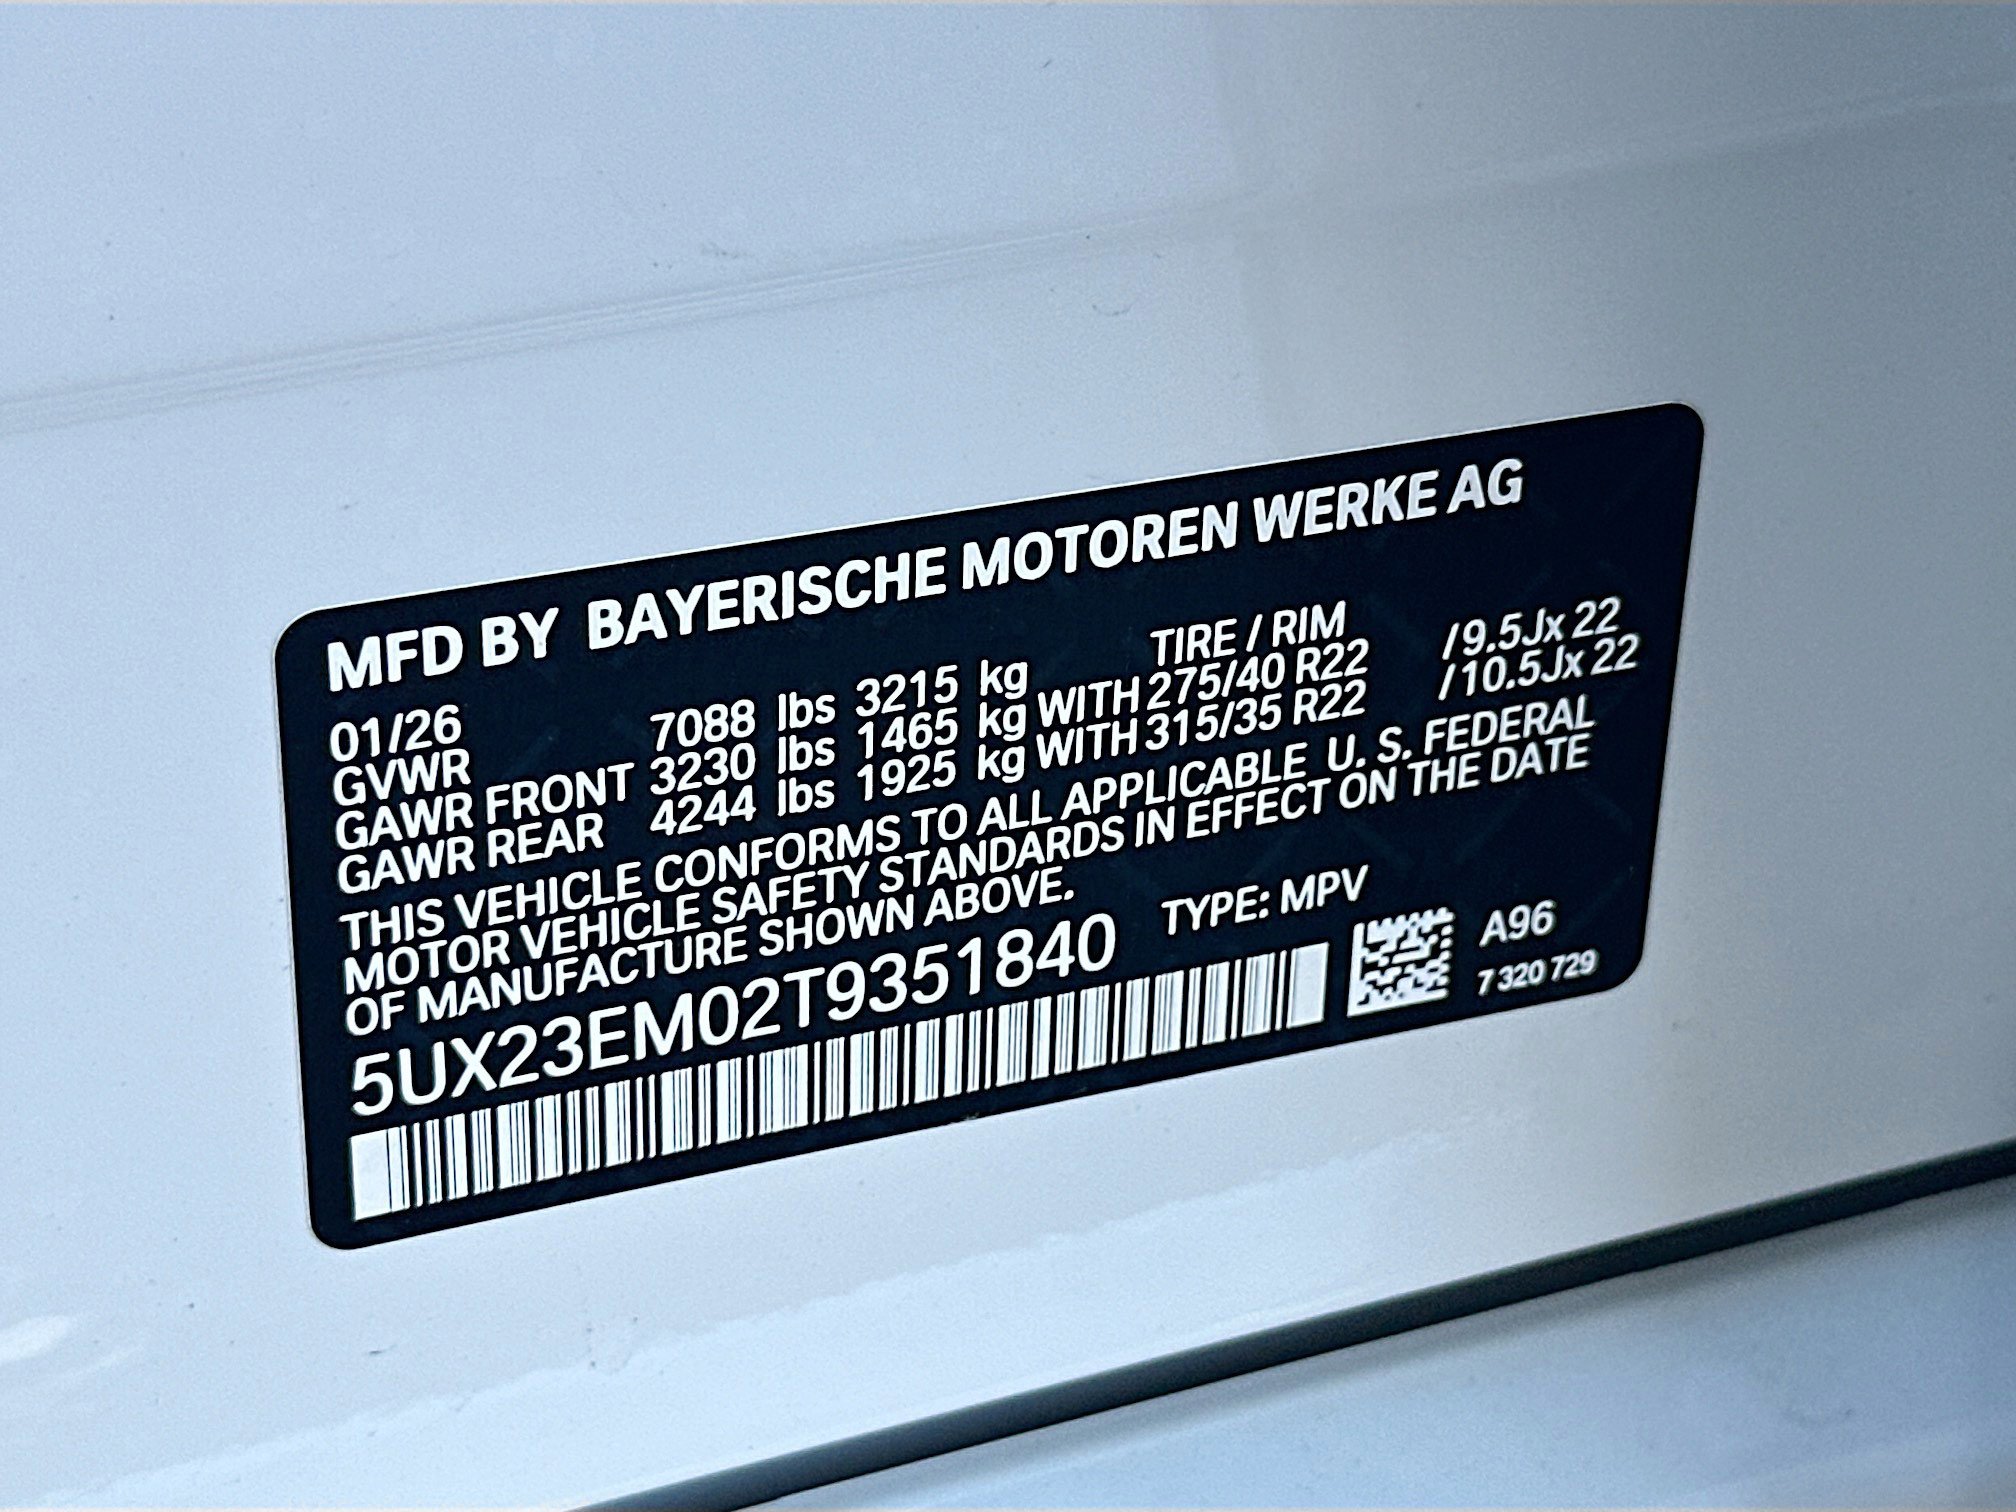 MFD BY BAYERISCHE MOTOREN WERKE AG
01/26 TIRE / RIM
GVWR 7088 lbs 3215 kg
GAWR FRONT 3230 lbs 1465 kg WITH 275/40 R22 /9.5Jx 22
GAWR REAR 4244 lbs 1925 kg WITH 315/35 R22 /10.5Jx 22
THIS VEHICLE CONFORMS TO ALL APPLICABLE U. S. FEDERAL
MOTOR VEHICLE SAFETY STANDARDS IN EFFECT ON THE DATE
OF MANUFACTURE SHOWN ABOVE.
5UX23EM02T9351840 TYPE: MPV
A96
7 320 729